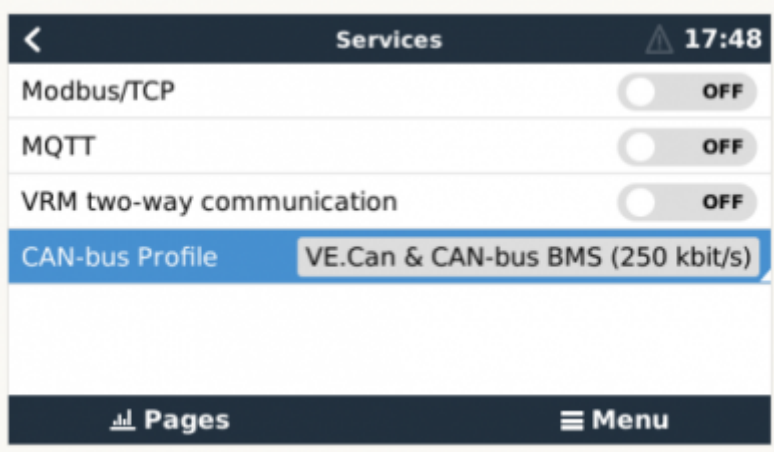 Services 17:48
Modbus/TCP OFF
MQTT OFF
VRM two-way communication OFF
CAN-bus Profile VE.Can & CAN-bus BMS (250 kbit/s)
Pages Menu